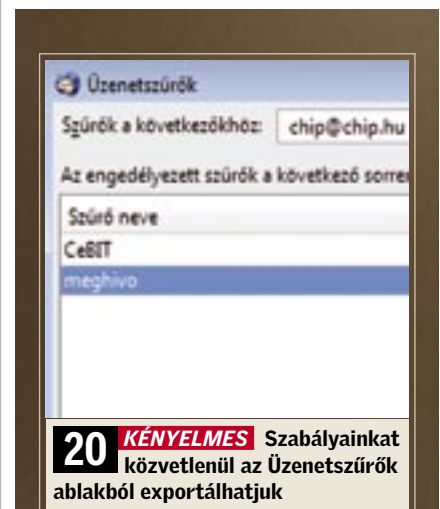 Üzenetszűrők
Szűrők a következőkhöz: chip@chip.hu
Az engedélyezett szűrők a következő sorrer
Szűrő neve
CeBIT
meghivo
20 KÉNYELMES Szabályainkat
közvetlenül az Üzenetszűrők
ablakból exportálhatjuk